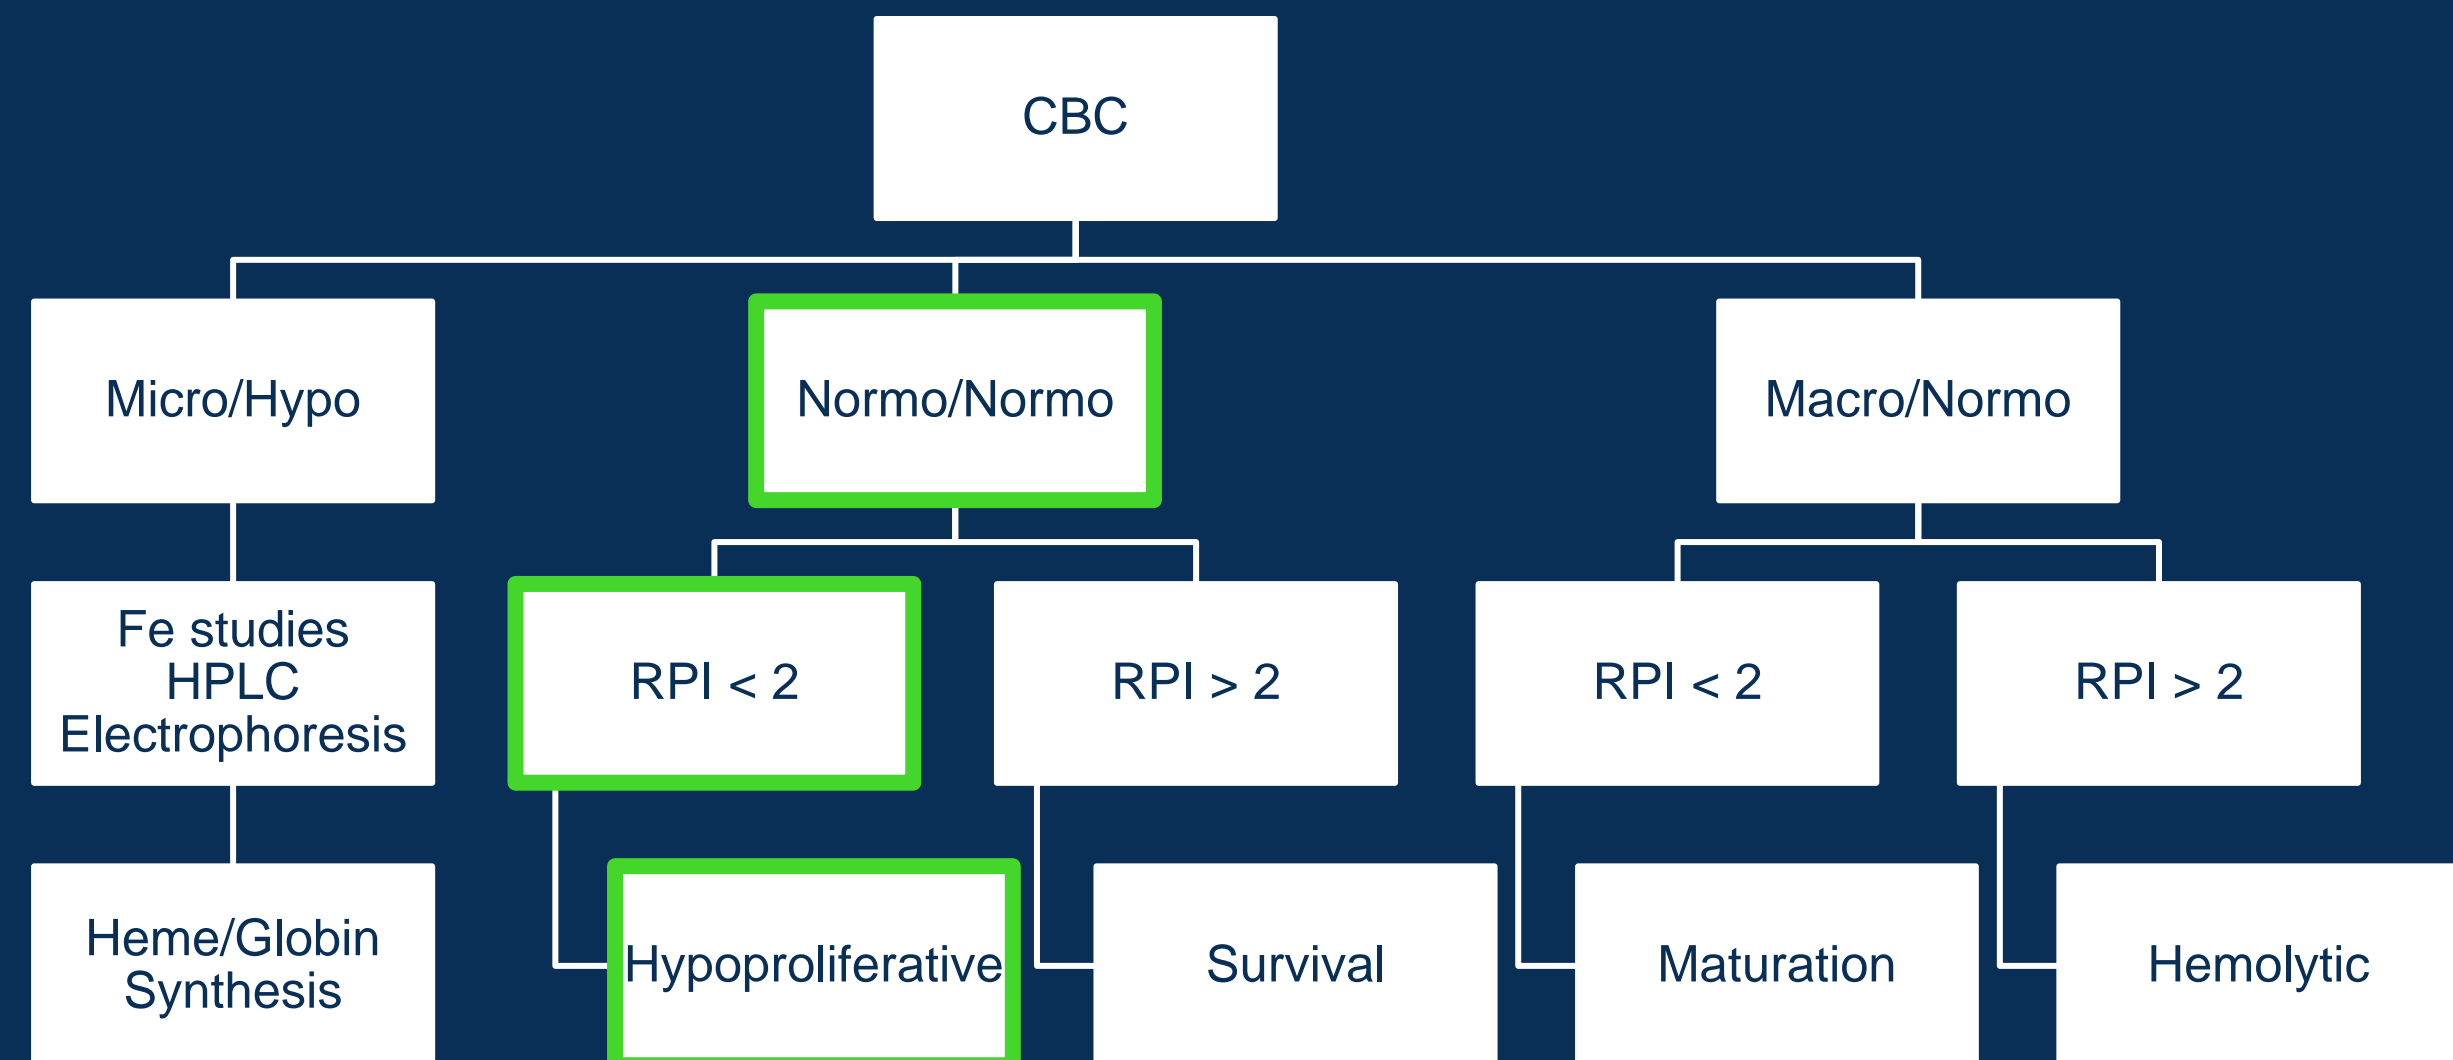 CBC
Micro/Hypo
Normo/Normo
Macro/Normo
Fe studies
HPLC
Electrophoresis
RPI < 2
RPI > 2
RPI < 2
RPI > 2
Heme/Globin
Synthesis
Hypoproliferative
Survival
Maturation
Hemolytic